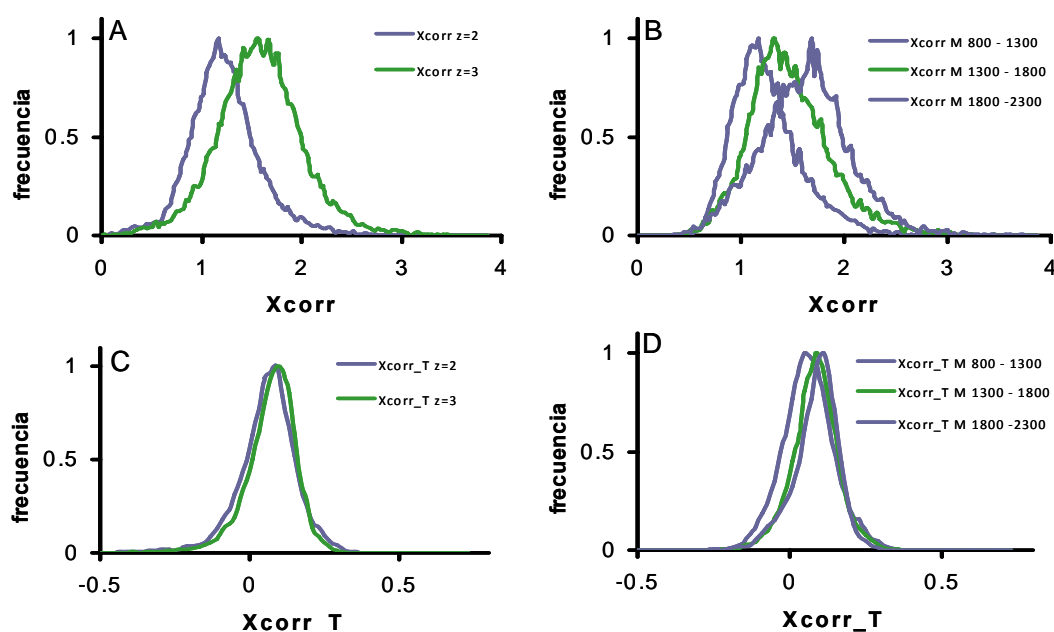 A
Xcorr z=2
Xcorr z=3
1
0.5
0
frecuencia
0 1 2 3 4
Xcorr
B
Xcorr M 800 - 1300
Xcorr M 1300 - 1800
Xcorr M 1800 -2300
1
0.5
0
frecuencia
0 1 2 3 4
Xcorr
C
Xcorr_T z=2
Xcorr_T z=3
1
0.5
0
frecuencia
-0.5 0 0.5
Xcorr T
D
Xcorr_T M 800 - 1300
Xcorr_T M 1300 - 1800
Xcorr_T M 1800 -2300
1
0.5
0
frecuencia
-0.5 0 0.5
Xcorr_T